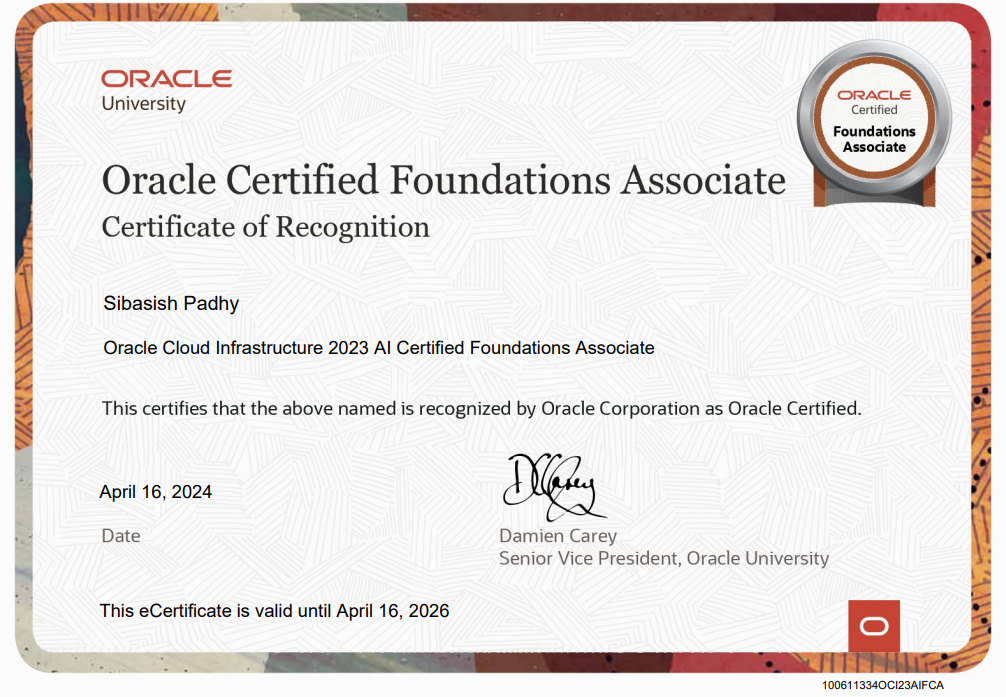 ORACLE
University
ORACLE
Certified
Foundations
Associate
Oracle Certified Foundations Associate
Certificate of Recognition
Sibasish Padhy
Oracle Cloud Infrastructure 2023 AI Certified Foundations Associate
This certifies that the above named is recognized by Oracle Corporation as Oracle Certified.
DCarey
April 16, 2024
Date
Damien Carey
Senior Vice President, Oracle University
This eCertificate is valid until April 16, 2026
100611334OCI23AIFCA